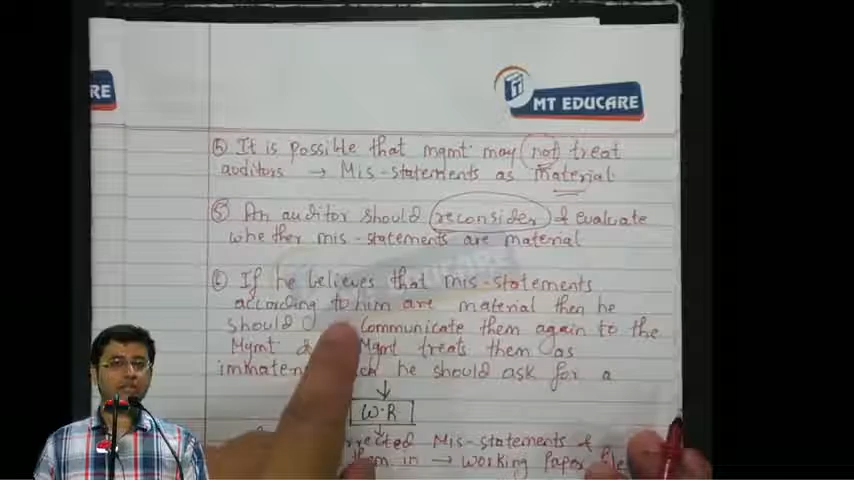 RE
MT EDUCARE
⑤ It is possible that mgmt may not treat
auditors → Mis-statements as material
⑤ An auditor should reconsider & evaluate
whether mis-statements are material
⑥ If he believes that mis-statements
according to him are material then he
should communicate them again to the
Mgmt & Mgmt treats them as
he should ask for a
W·R
Mis-statements &
them in → working Paper File